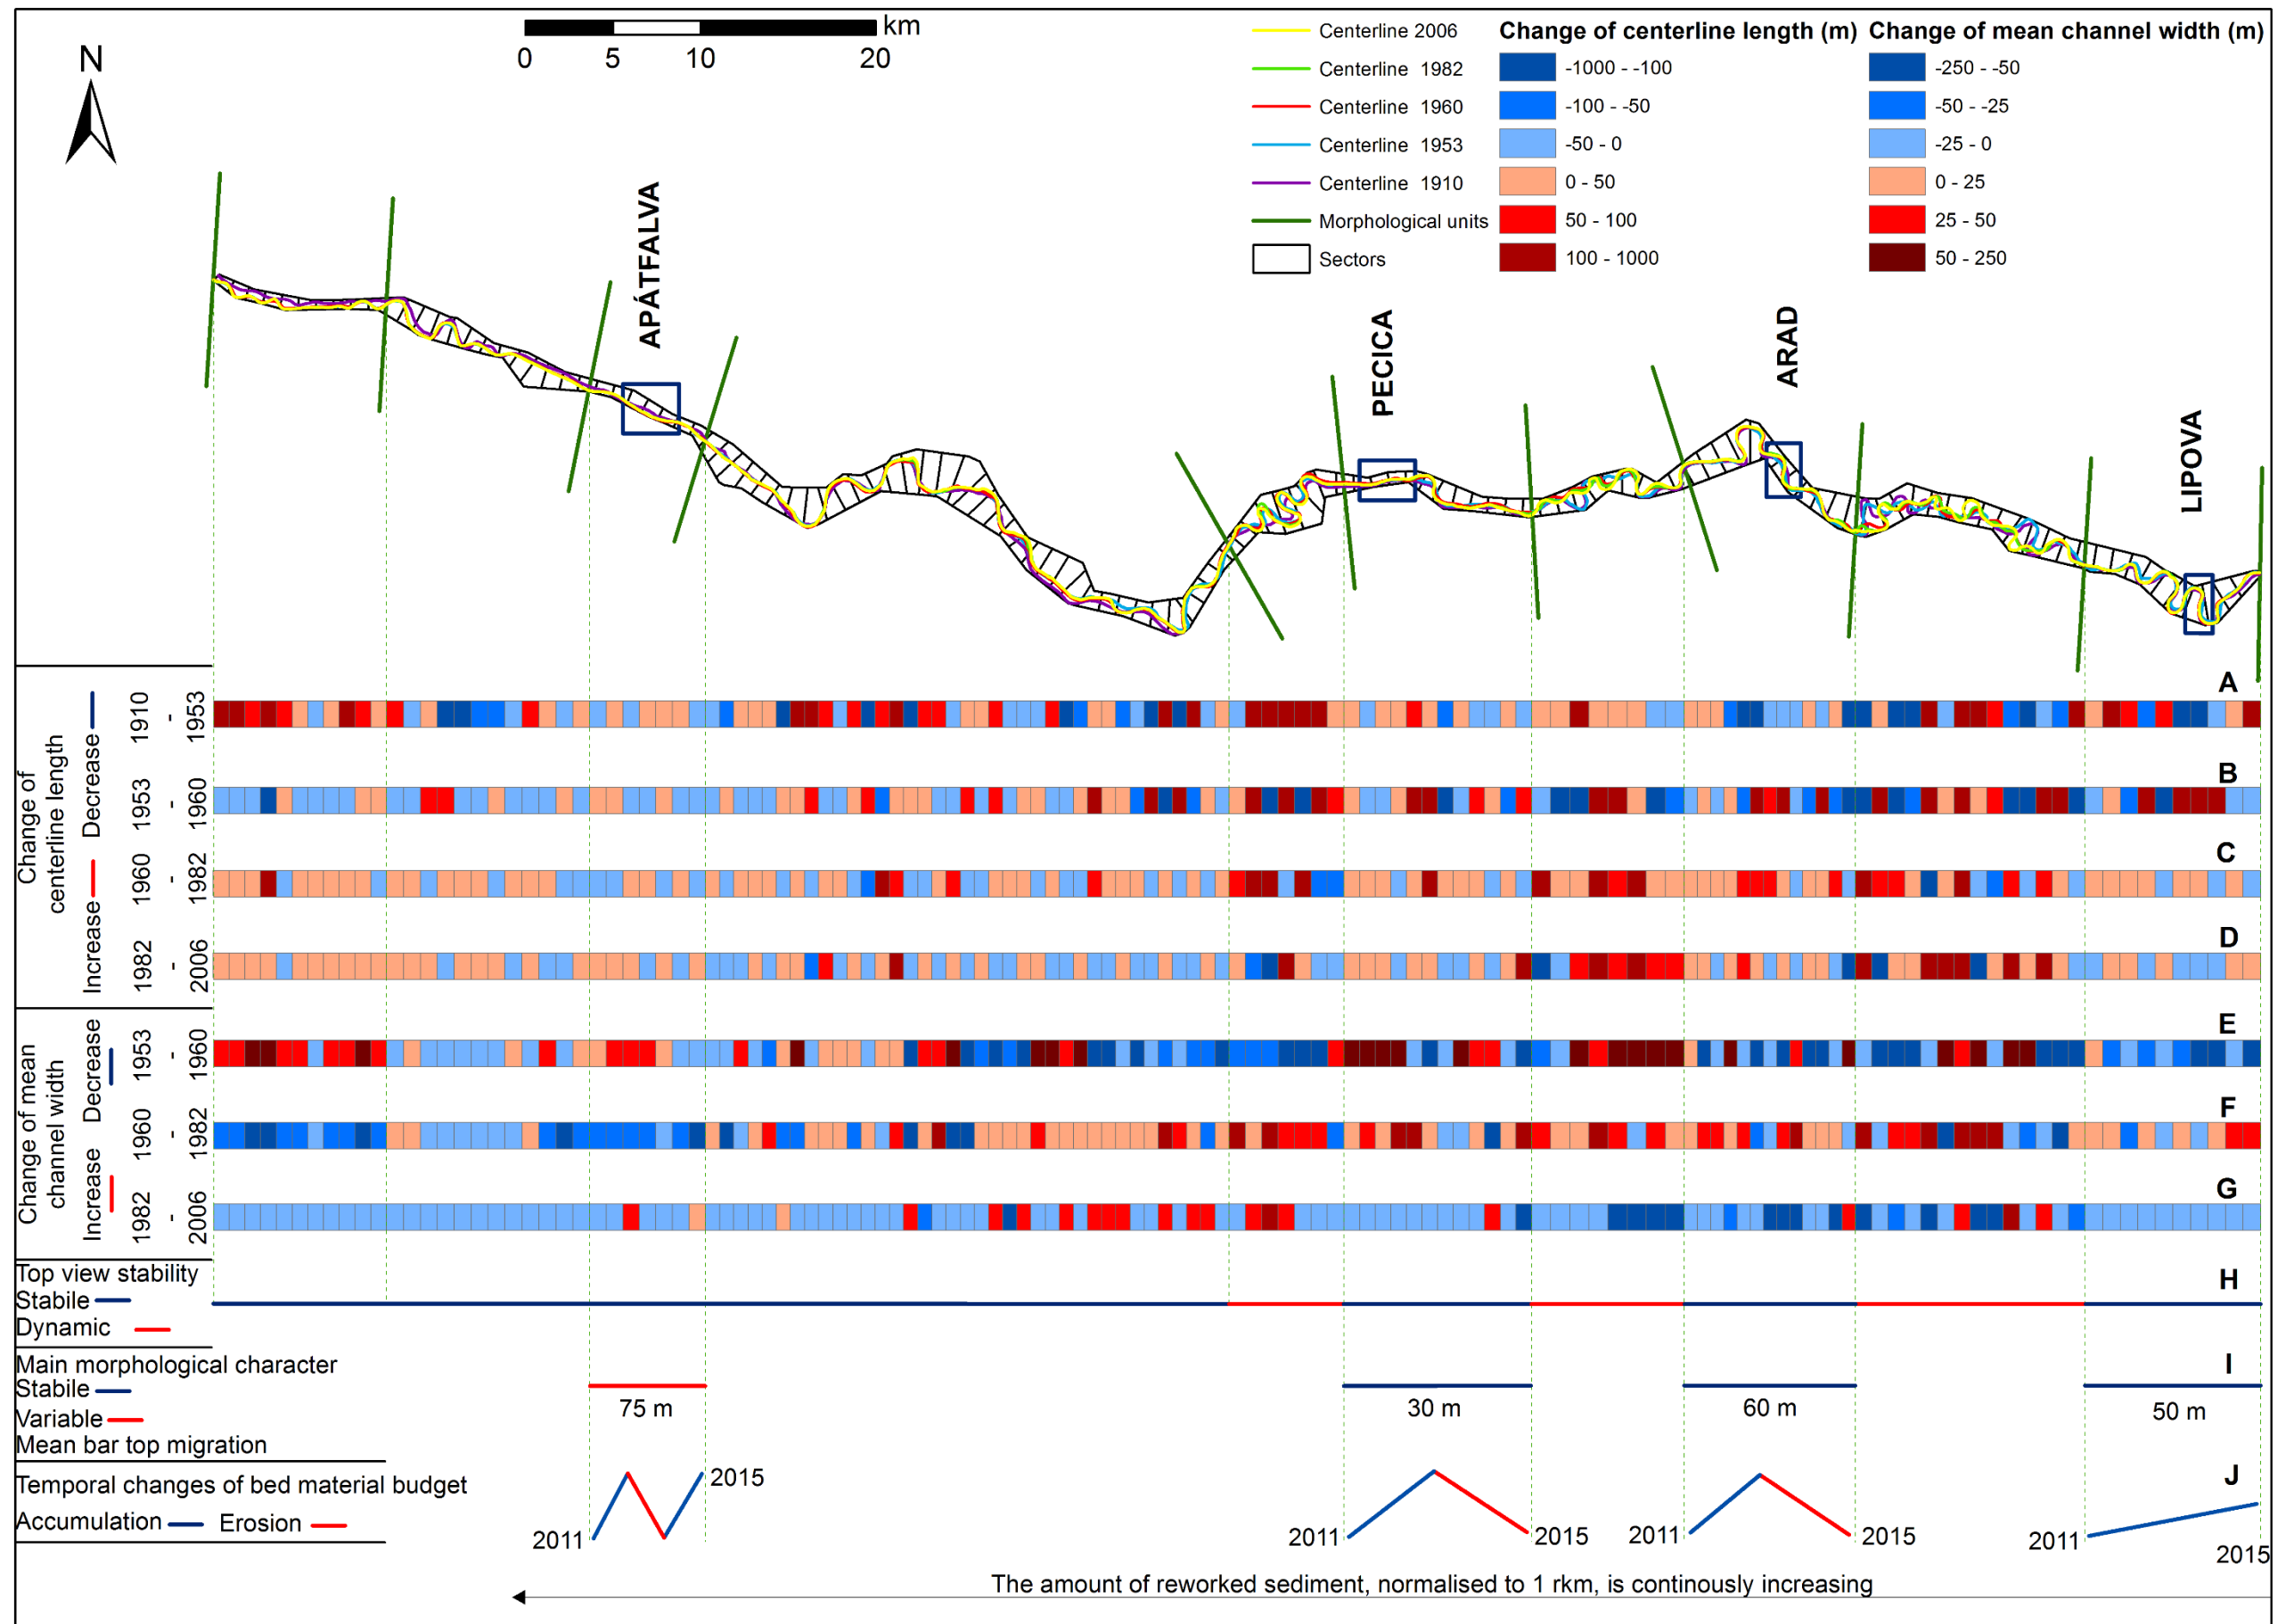 km
0 5 10 20
N
Centerline 2006
Centerline 1982
Centerline 1960
Centerline 1953
Centerline 1910
Morphological units
Sectors
Change of centerline length (m)
-1000 - -100
-100 - -50
-50 - 0
0 - 50
50 - 100
100 - 1000
Change of mean channel width (m)
-250 - -50
-50 - -25
-25 - 0
0 - 25
25 - 50
50 - 250
APÁTFALVA
PECICA
ARAD
LIPOVA
Change of
centerline length
Increase
Decrease
1910 - 1953
A
1953 - 1960
B
1960 - 1982
C
1982 - 2006
D
Change of mean
channel width
Increase
Decrease
1953 - 1960
E
1960 - 1982
F
1982 - 2006
G
Top view stability
Stabile
Dynamic
H
Main morphological character
Stabile
Variable
Mean bar top migration
I
75 m
30 m
60 m
50 m
Temporal changes of bed material budget
Accumulation
Erosion
J
2011
2015
2011
2015
2011
2015
2011
2015
The amount of reworked sediment, normalised to 1 rkm, is continously increasing